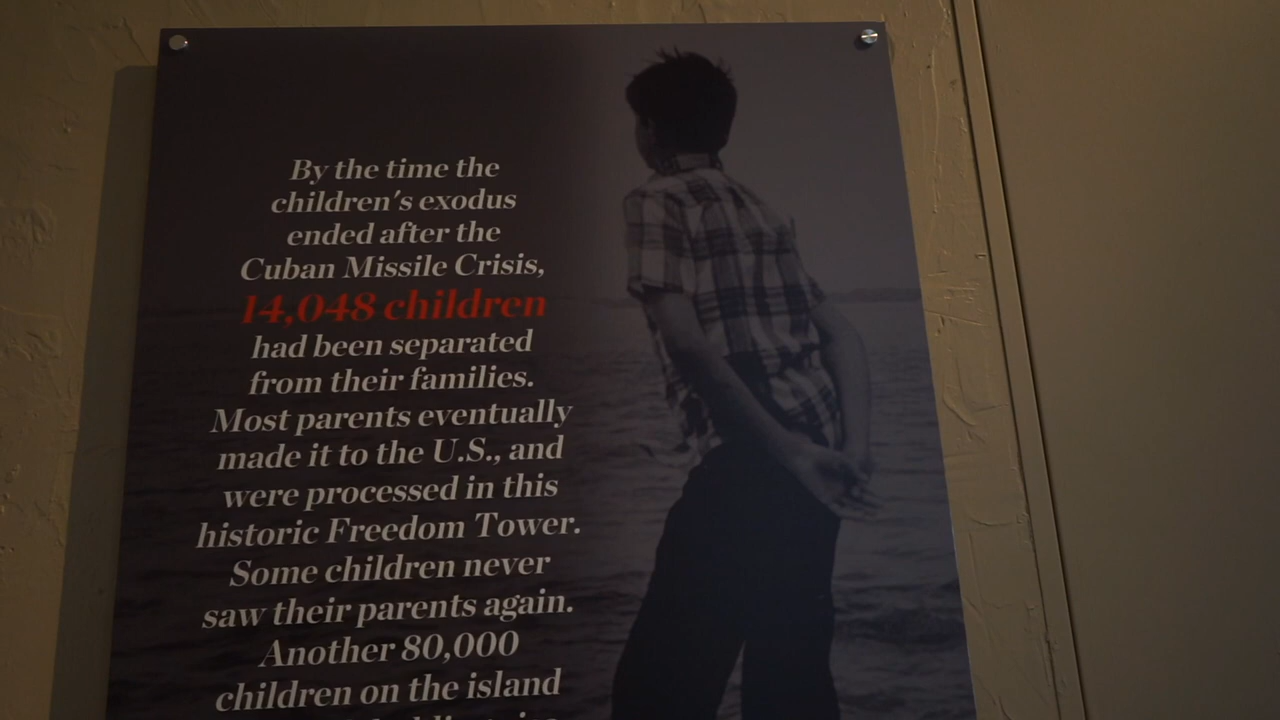 By the time the
children's exodus
ended after the
Cuban Missile Crisis,
14,048 children
had been separated
from their families.
Most parents eventually
made it to the U.S., and
were processed in this
historic Freedom Tower.
Some children never
saw their parents again.
Another 80,000
children on the island